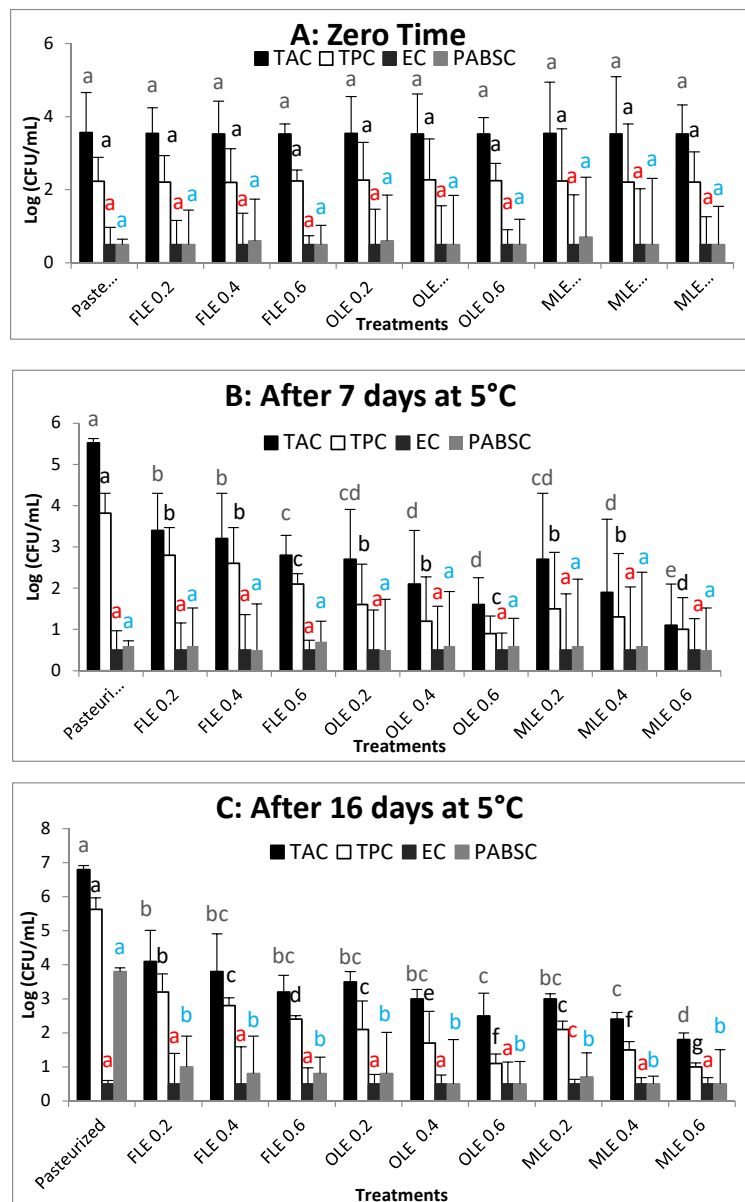 A: Zero Time
TAC TPC EC PABSC
Log (CFU/mL)
6
4
2
0
a a a a a a a a a a
a a a a a a a a a a
a a a a a a a a a a
a a a a a a a a a a
Paste... FLE 0.2 FLE 0.4 FLE 0.6 OLE 0.2 OLE... OLE 0.6 MLE... MLE... MLE...
Treatments
B: After 7 days at 5°C
TAC TPC EC PABSC
Log (CFU/mL)
6
5
4
3
2
1
0
a b b c cd d d cd d e
a b b c b b c b b d
a a a a a a a a a a
a a a a a a a a a a
Pasteuri... FLE 0.2 FLE 0.4 FLE 0.6 OLE 0.2 OLE 0.4 OLE 0.6 MLE 0.2 MLE 0.4 MLE 0.6
Treatments
C: After 16 days at 5°C
TAC TPC EC PABSC
Log (CFU/mL)
8
7
6
5
4
3
2
1
0
a b bc bc bc bc c bc c d
a b c d c e f c f g
a a a a a a a c a a
a b b b b b b b b b
Pasteurized FLE 0.2 FLE 0.4 FLE 0.6 OLE 0.2 OLE 0.4 OLE 0.6 MLE 0.2 MLE 0.4 MLE 0.6
Treatments